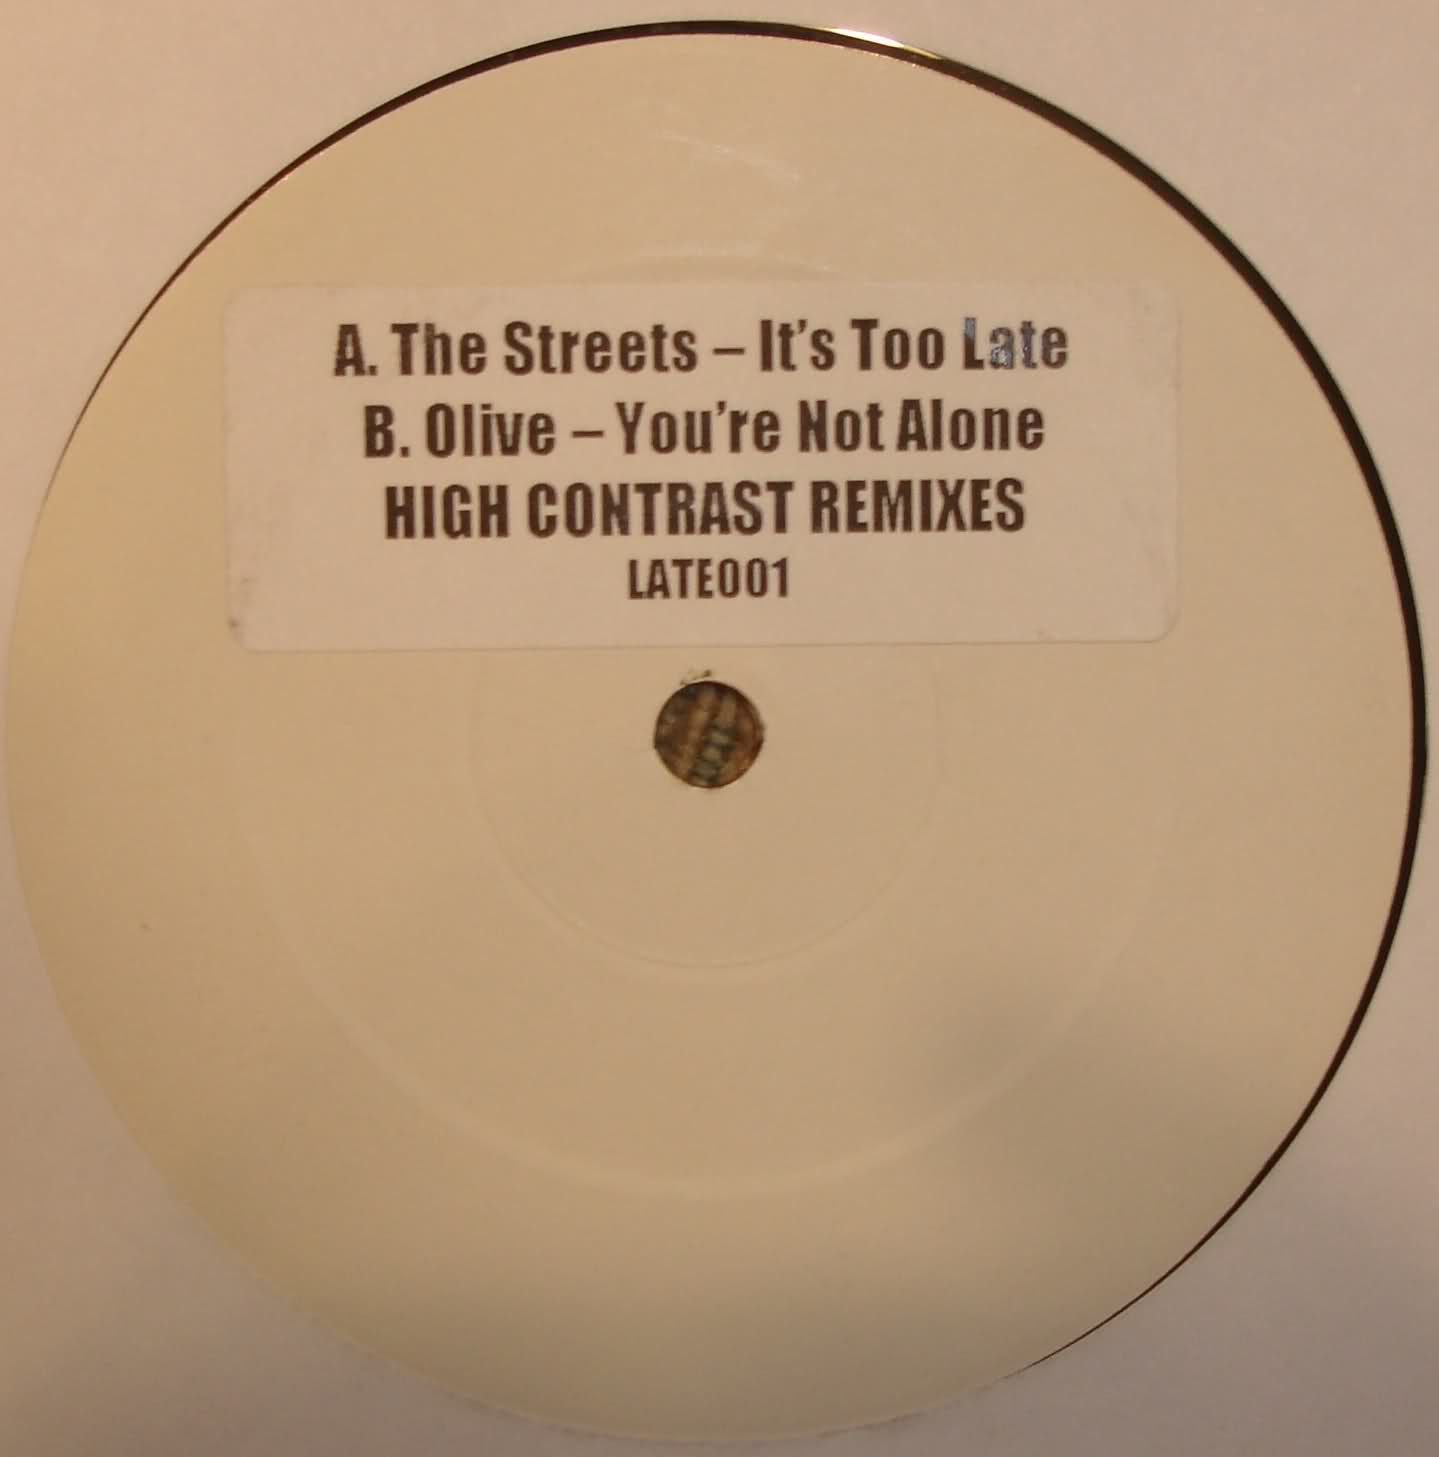 A. The Streets – It's Too Late
B. Olive – You're Not Alone
HIGH CONTRAST REMIXES
LATE001